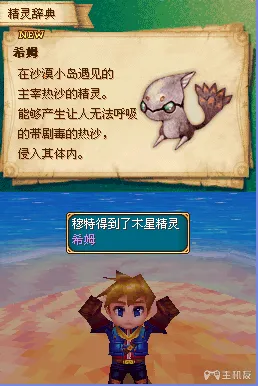 精灵辞典
NEW
希姆
在沙漠小岛遇见的
主宰热沙的精灵。
能够产生让人无法呼吸
的带剧毒的热沙，
侵入其体内。
穆特得到了木星精灵
希姆
主机友